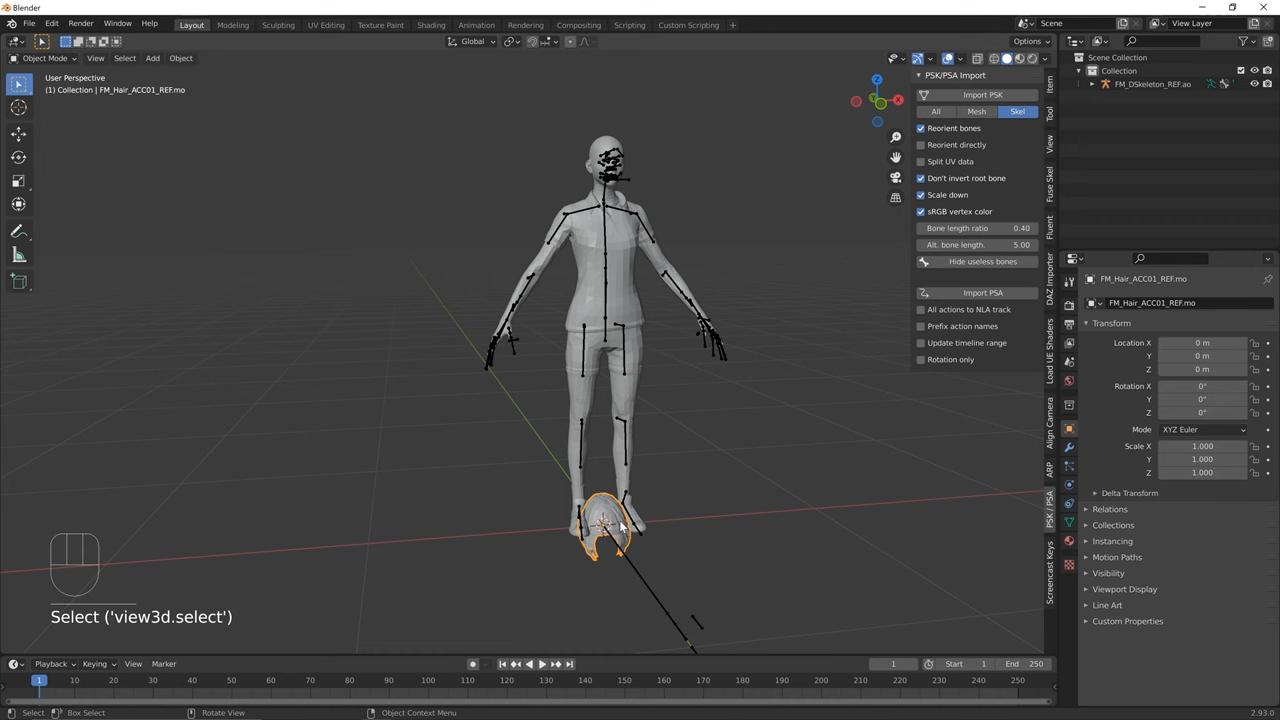 Blender
File Edit Render Window Help
Layout Modeling Sculpting UV Editing Texture Paint Shading Animation Rendering Compositing Scripting Custom Scripting +
Scene
View Layer
Global
Options
Object Mode View Select Add Object
User Perspective
(1) Collection | FM_Hair_ACC01_REF.mo
Z
X
Y
PSK/PSA Import
Import PSK
All Mesh Skel
Reorient bones
Reorient directly
Split UV data
Don't invert root bone
Scale down
sRGB vertex color
Bone length ratio 0.40
Alt. bone length. 5.00
Hide useless bones
Import PSA
All actions to NLA track
Prefix action names
Update timeline range
Rotation only
Item
Tool
View
Fuse Skel
Fluent
DAZ Importer
Load UE Shaders
Align Camera
ARP
PSK / PSA
Screencast Keys
Scene Collection
Collection
FM_DSkeleton_REF.ao
FM_Hair_ACC01_REF.mo
FM_Hair_ACC01_REF.mo
Transform
Location X 0 m
Y 0 m
Z 0 m
Rotation X 0°
Y 0°
Z 0°
Mode XYZ Euler
Scale X 1.000
Y 1.000
Z 1.000
Delta Transform
Relations
Collections
Instancing
Motion Paths
Visibility
Viewport Display
Line Art
Custom Properties
Select ('view3d.select')
Playback Keying View Marker
1
Start 1 End 250
1 10 20 30 40 50 60 70 80 90 100 110 120 130 140 150 160 170 180 190 200 210 220 230 240 250
Select Box Select Rotate View Object Context Menu 2.93.0